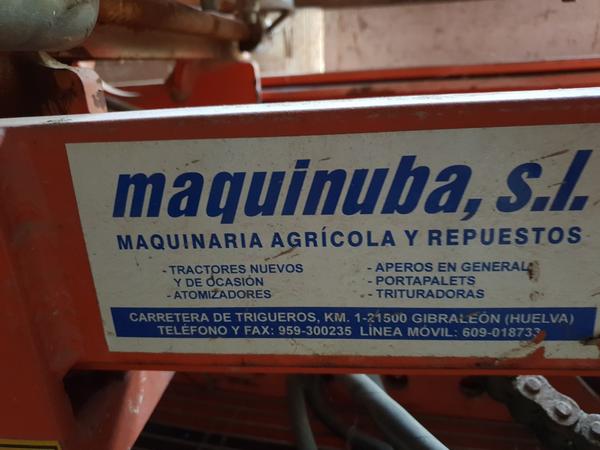 maquinuba, s.l.
MAQUINARIA AGRÍCOLA Y REPUESTOS
- TRACTORES NUEVOS
Y DE OCASIÓN
- ATOMIZADORES
- APEROS EN GENERAL
- PORTAPALETS
- TRITURADORAS
CARRETERA DE TRIGUEROS, KM. 1-21500 GIBRALEÓN (HUELVA)
TELÉFONO Y FAX: 959-300235 LÍNEA MÓVIL: 609-018733